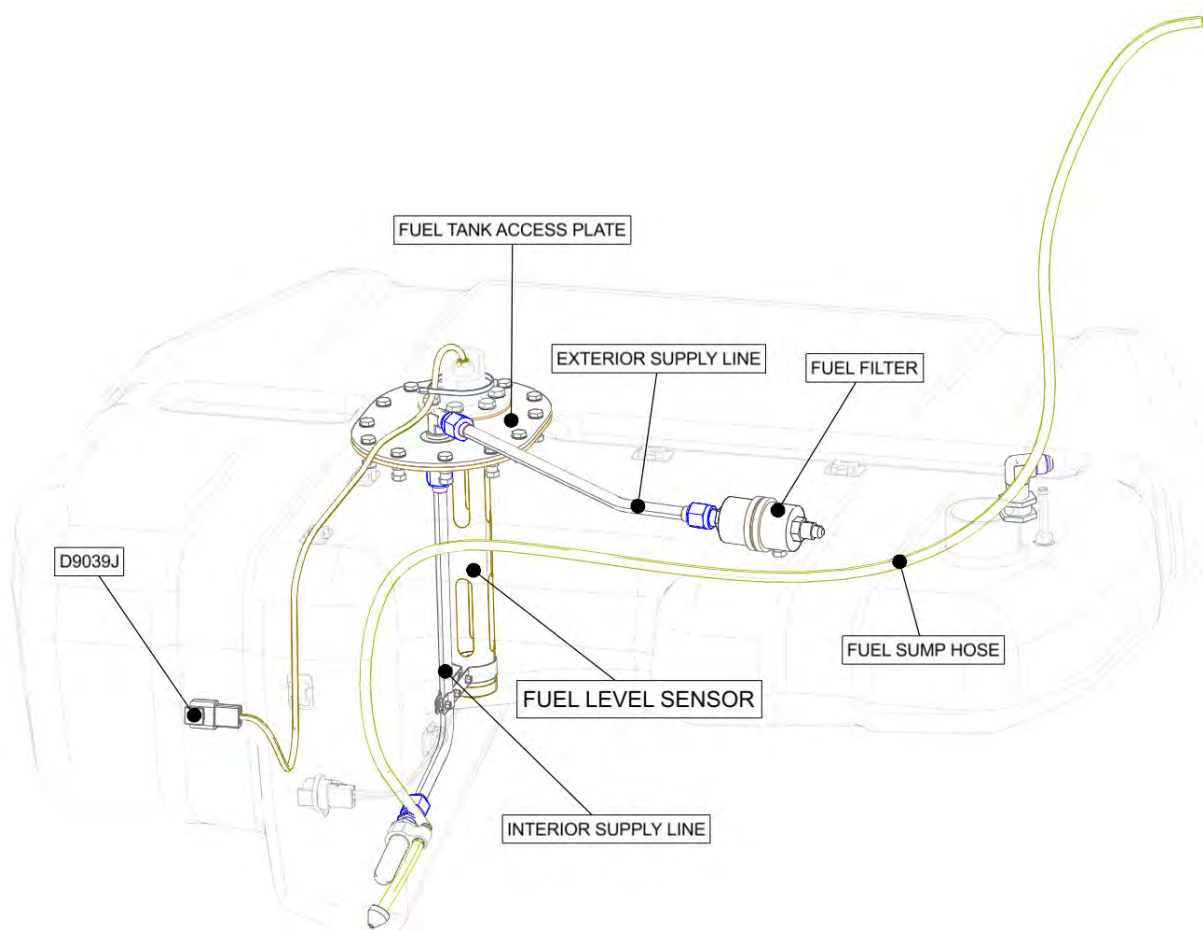 FUEL TANK ACCESS PLATE
EXTERIOR SUPPLY LINE
FUEL FILTER
D9039J
FUEL SUMP HOSE
FUEL LEVEL SENSOR
INTERIOR SUPPLY LINE